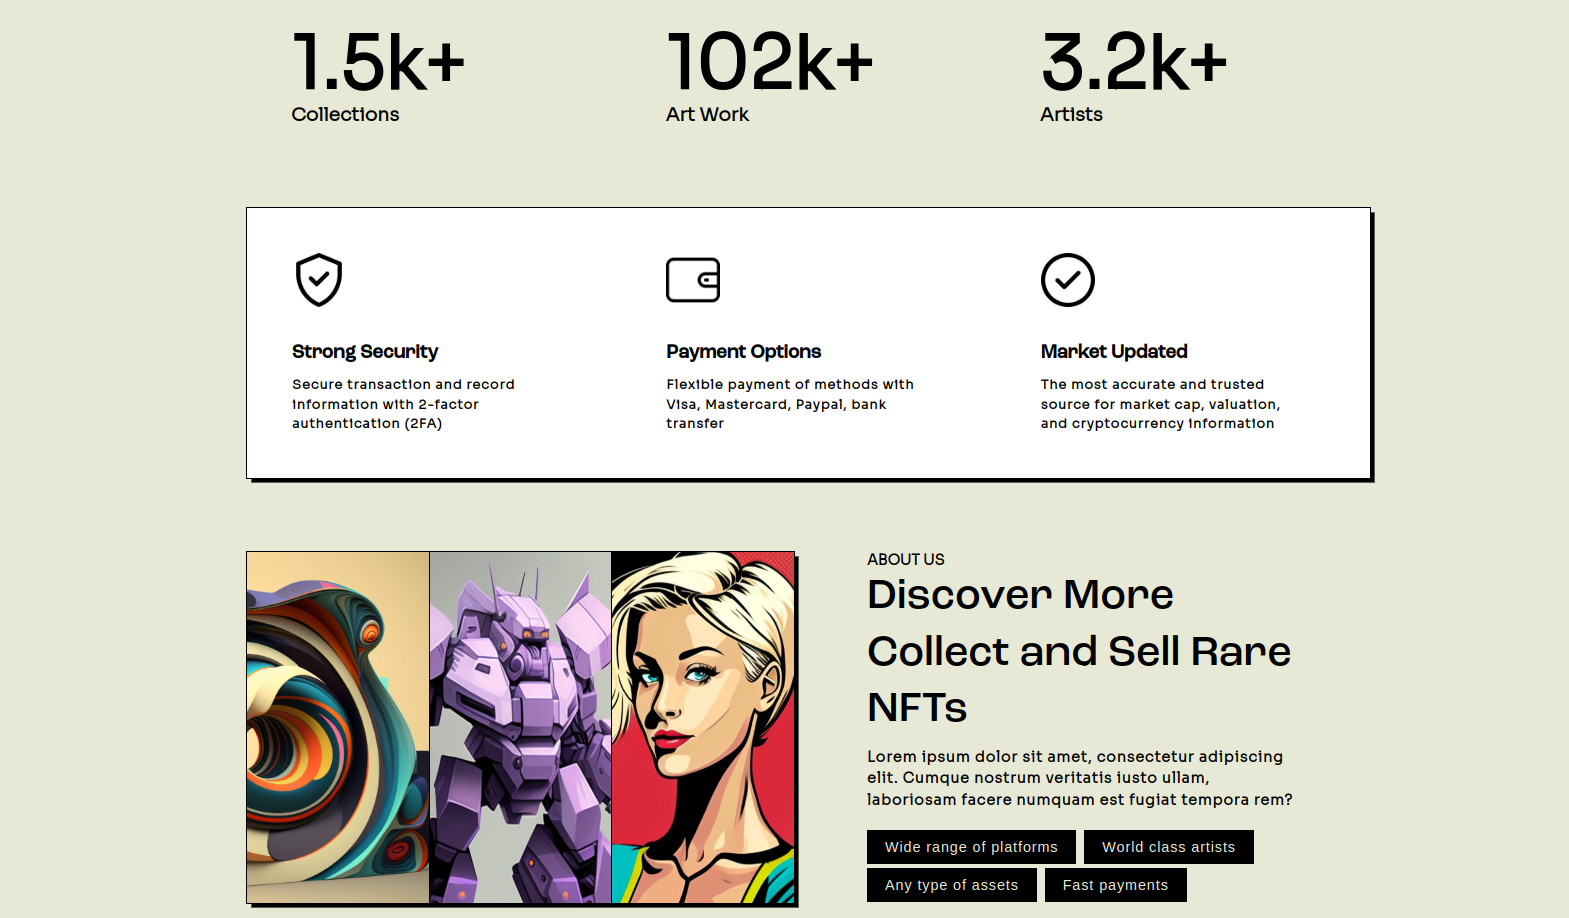 1.5k+
Collections
102k+
Art Work
3.2k+
Artists
Strong Security
Secure transaction and record
information with 2-factor
authentication (2FA)
Payment Options
Flexible payment of methods with
Visa, Mastercard, Paypal, bank
transfer
Market Updated
The most accurate and trusted
source for market cap, valuation,
and cryptocurrency information
ABOUT US
Discover More
Collect and Sell Rare
NFTs
Lorem ipsum dolor sit amet, consectetur adipiscing
elit. Cumque nostrum veritatis iusto ullam,
laboriosam facere numquam est fugiat tempora rem?
Wide range of platforms
World class artists
Any type of assets
Fast payments